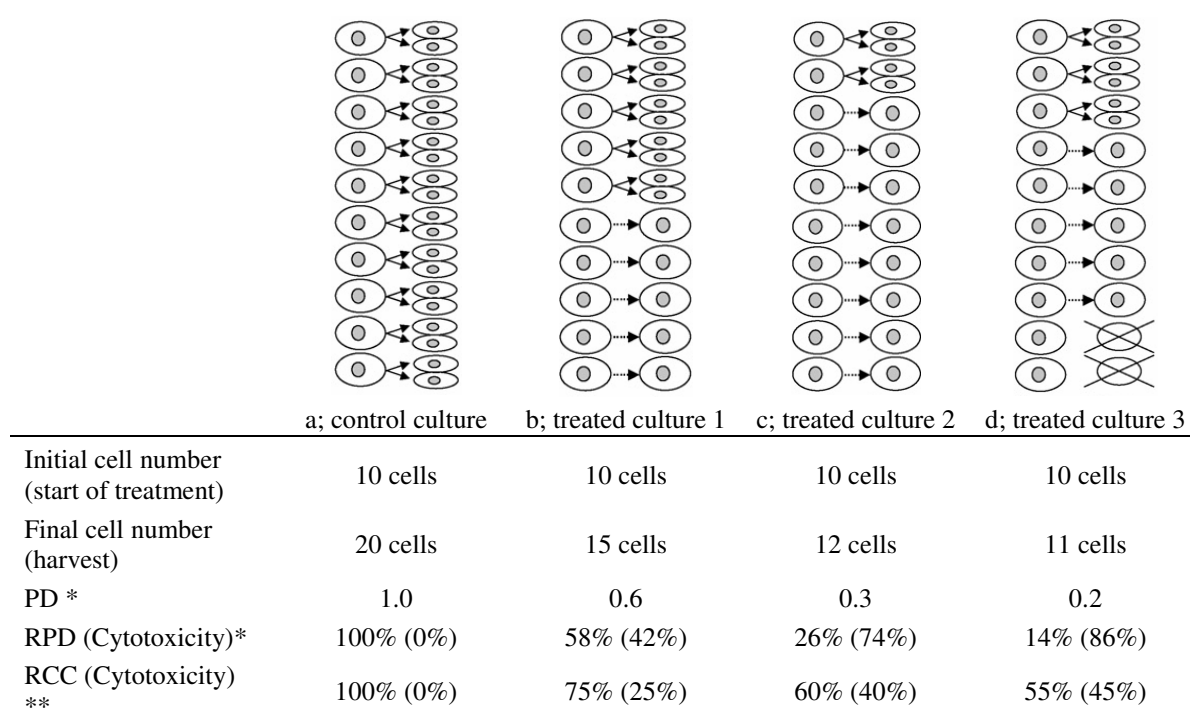 a; control culture b; treated culture 1 c; treated culture 2 d; treated culture 3
Initial cell number
(start of treatment) 10 cells 10 cells 10 cells 10 cells
Final cell number
(harvest) 20 cells 15 cells 12 cells 11 cells
PD * 1.0 0.6 0.3 0.2
RPD (Cytotoxicity)* 100% (0%) 58% (42%) 26% (74%) 14% (86%)
RCC (Cytotoxicity)
** 100% (0%) 75% (25%) 60% (40%) 55% (45%)